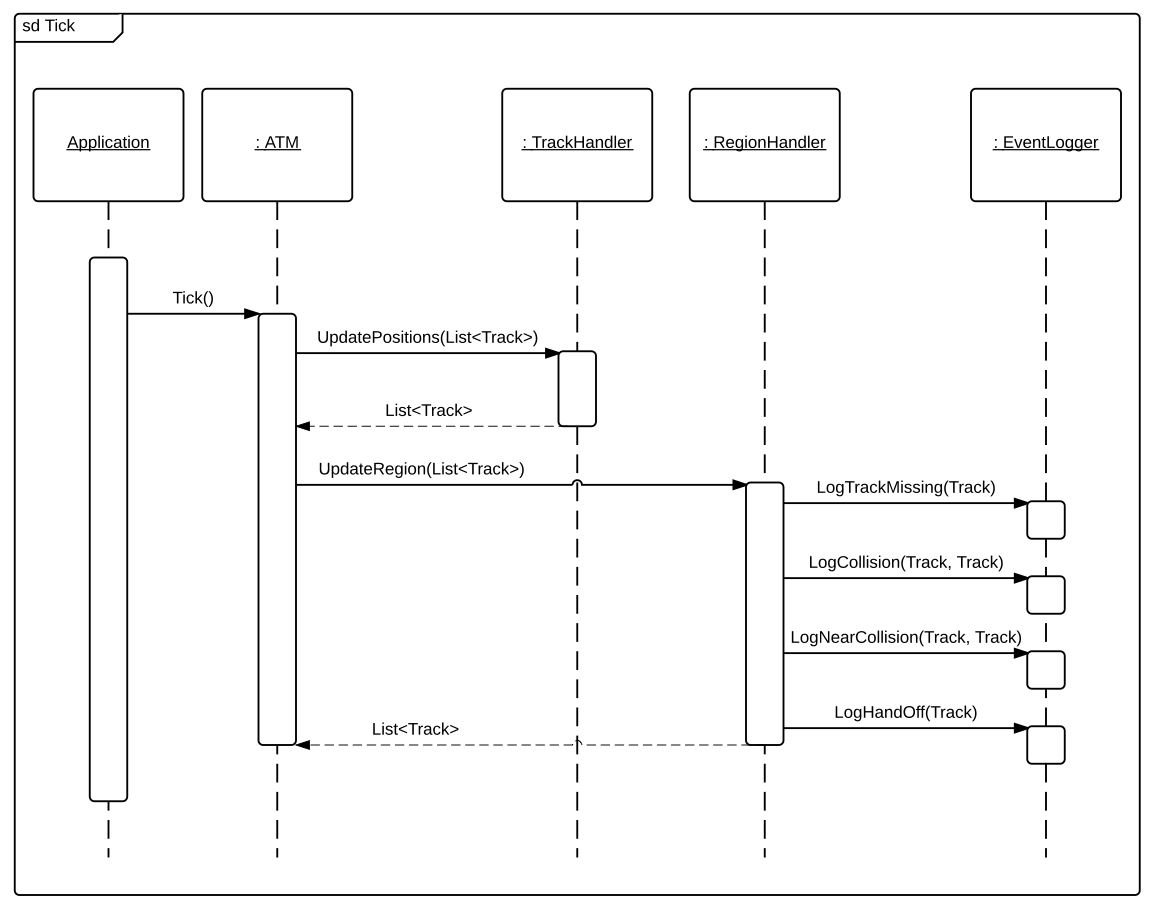 sd Tick
Application
: ATM
: TrackHandler
: RegionHandler
: EventLogger
Tick()
UpdatePositions(List<Track>)
List<Track>
UpdateRegion(List<Track>)
LogTrackMissing(Track)
LogCollision(Track, Track)
LogNearCollision(Track, Track)
LogHandOff(Track)
List<Track>